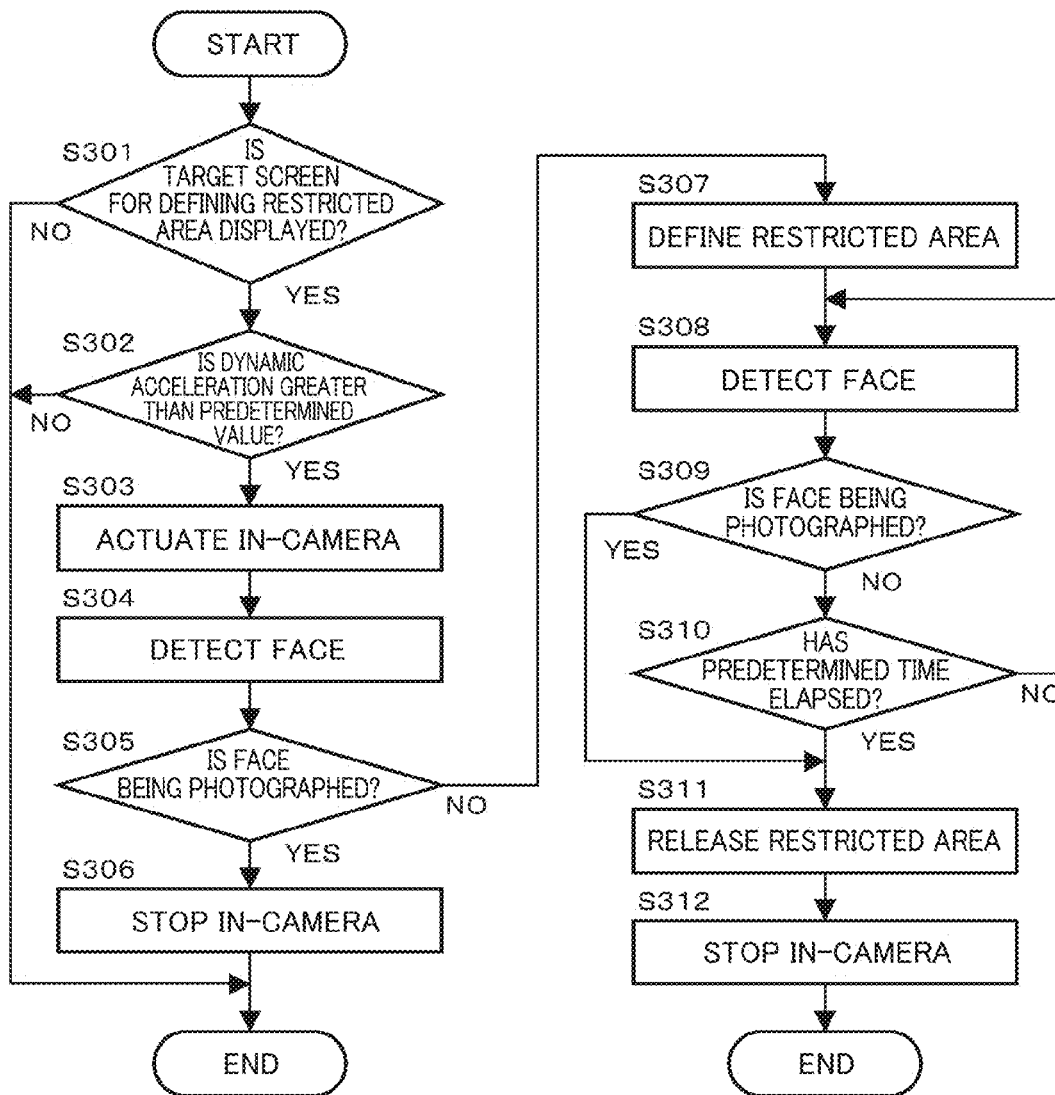 START
S301
IS
TARGET SCREEN
FOR DEFINING RESTRICTED
AREA DISPLAYED?
NO
YES
S302
IS DYNAMIC
ACCELERATION GREATER
THAN PREDETERMINED
VALUE?
NO
YES
S303
ACTUATE IN-CAMERA
S304
DETECT FACE
S305
IS FACE
BEING PHOTOGRAPHED?
NO
YES
S306
STOP IN-CAMERA
END
S307
DEFINE RESTRICTED AREA
S308
DETECT FACE
S309
IS FACE BEING
PHOTOGRAPHED?
YES
NO
S310
HAS
PREDETERMINED TIME
ELAPSED?
NO
YES
S311
RELEASE RESTRICTED AREA
S312
STOP IN-CAMERA
END